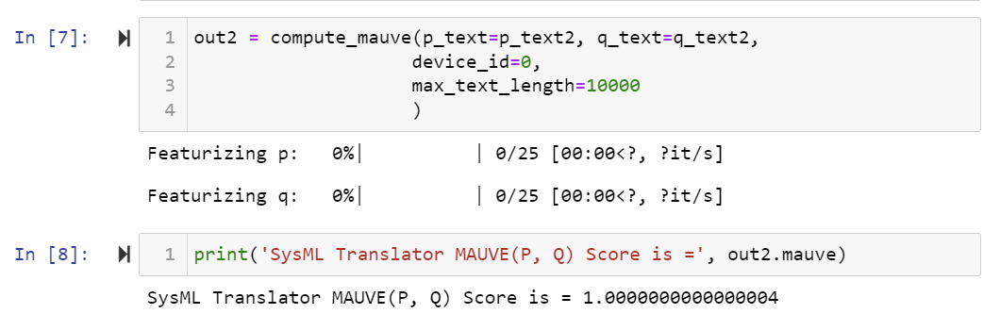 In [7]:
1 out2 = compute_mauve(p_text=p_text2, q_text=q_text2,
2 device_id=0,
3 max_text_length=10000
4 )
Featurizing p: 0%| | 0/25 [00:00<?, ?it/s]
Featurizing q: 0%| | 0/25 [00:00<?, ?it/s]
In [8]:
1 print('SysML Translator MAUVE(P, Q) Score is =', out2.mauve)
SysML Translator MAUVE(P, Q) Score is = 1.0000000000000004